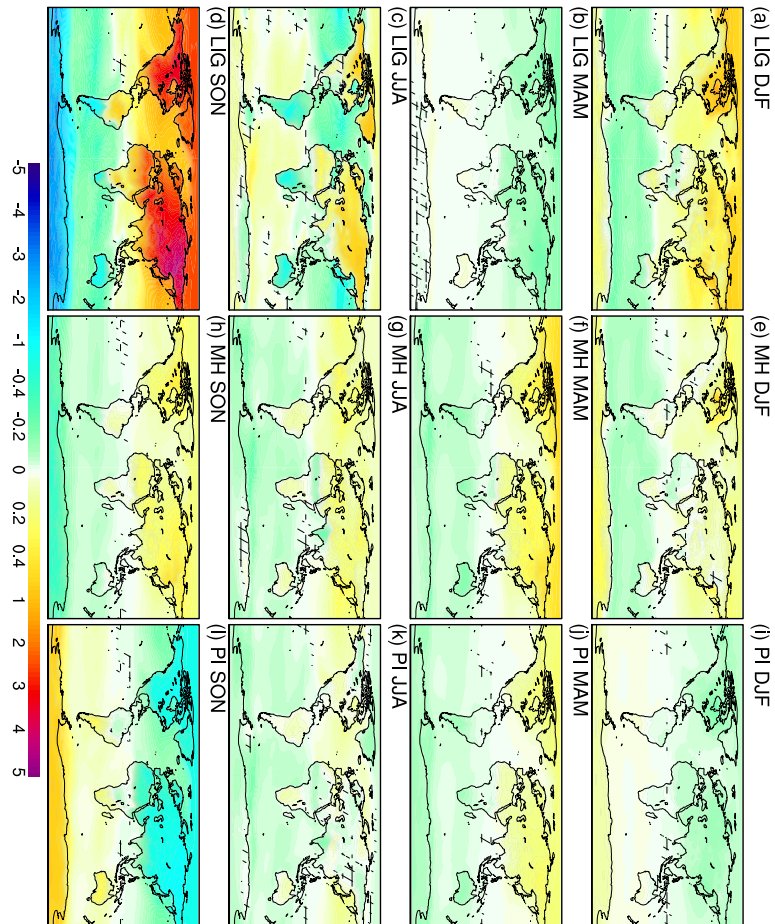 (a) LIG DJF
(e) MH DJF
(i) PI DJF
(b) LIG MAM
(f) MH MAM
(j) PI MAM
(c) LIG JJA
(g) MH JJA
(k) PI JJA
(d) LIG SON
(h) MH SON
(l) PI SON
-5 -4 -3 -2 -1 -0.4 -0.2 0 0.2 0.4 1 2 3 4 5